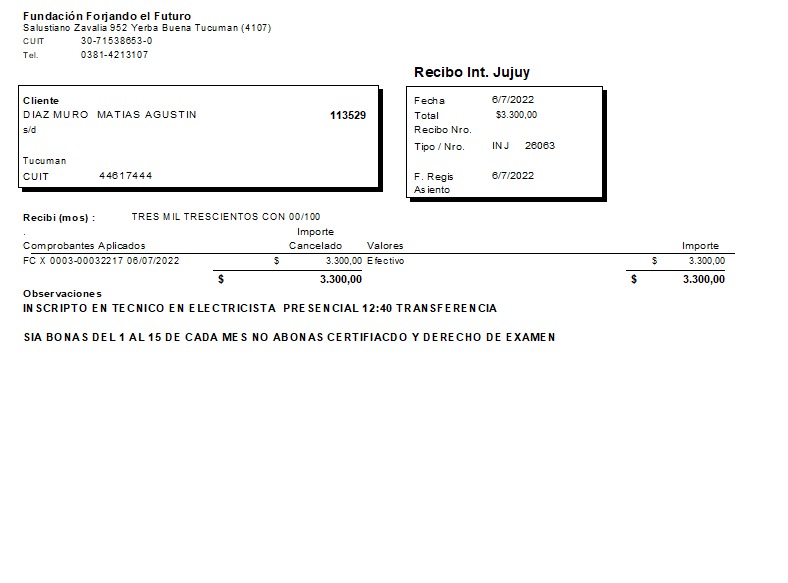 Fundación Forjando el Futuro
Salustiano Zavalia 952 Yerba Buena Tucuman (4107)
CUIT 30-71538653-0
Tel. 0381-4213107
Recibo Int. Jujuy
Cliente
DIAZ MURO MATIAS AGUSTIN 113529
s/d
Tucuman
CUIT 44617444
Fecha 6/7/2022
Total $3.300,00
Recibo Nro.
Tipo / Nro. INJ 26063
F. Regis 6/7/2022
Asiento
Recibi (mos) : TRES MIL TRESCIENTOS CON 00/100
.
Importe
Comprobantes Aplicados Cancelado Valores Importe
FC X 0003-00032217 06/07/2022 $ 3.300,00 Efectivo $ 3.300,00
$ 3.300,00 $ 3.300,00
Observaciones
INSCRIPTO EN TECNICO EN ELECTRICISTA PRESENCIAL 12:40 TRANSFERENCIA
SIA BONAS DEL 1 AL 15 DE CADA MES NO ABONAS CERTIFIACDO Y DERECHO DE EXAMEN